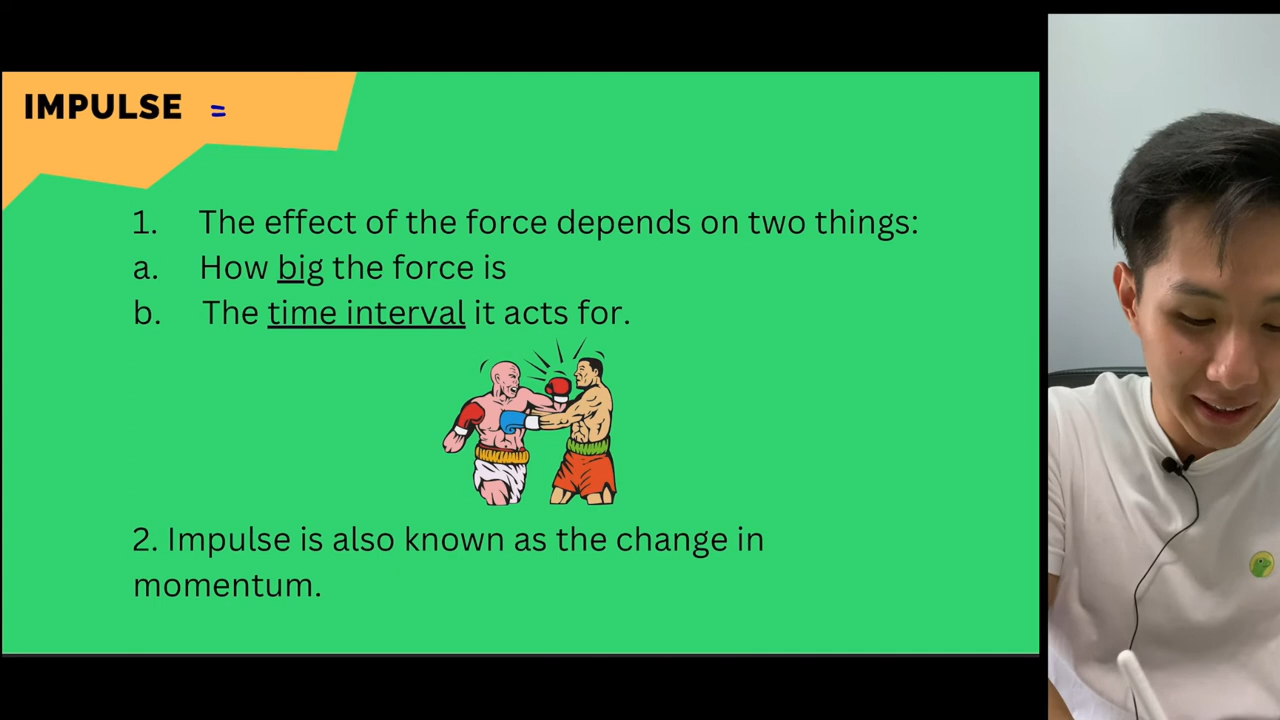 IMPULSE =
1. The effect of the force depends on two things:
a. How big the force is
b. The time interval it acts for.
2. Impulse is also known as the change in
momentum.